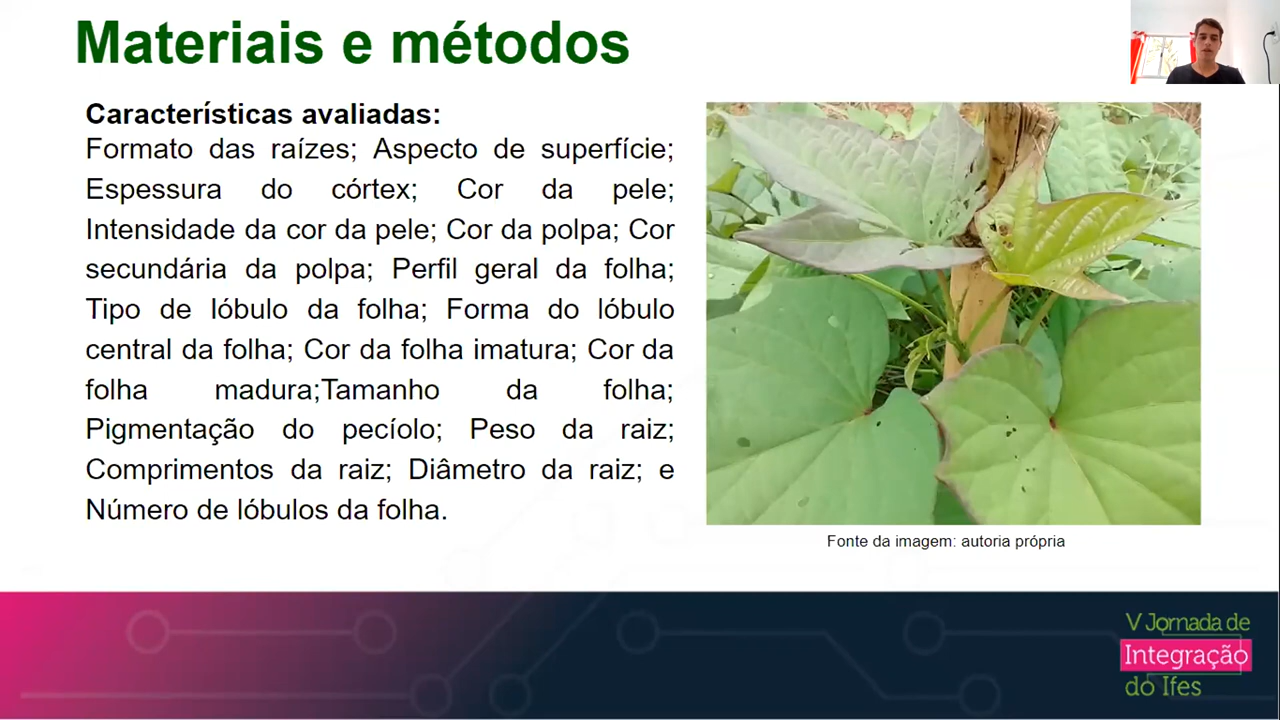 Materiais e métodos
Características avaliadas:
Formato das raízes; Aspecto de superfície;
Espessura do córtex; Cor da pele;
Intensidade da cor da pele; Cor da polpa; Cor
secundária da polpa; Perfil geral da folha;
Tipo de lóbulo da folha; Forma do lóbulo
central da folha; Cor da folha imatura; Cor da
folha madura;Tamanho da folha;
Pigmentação do pecíolo; Peso da raiz;
Comprimentos da raiz; Diâmetro da raiz; e
Número de lóbulos da folha.
Fonte da imagem: autoria própria
V Jornada de
Integração
do Ifes